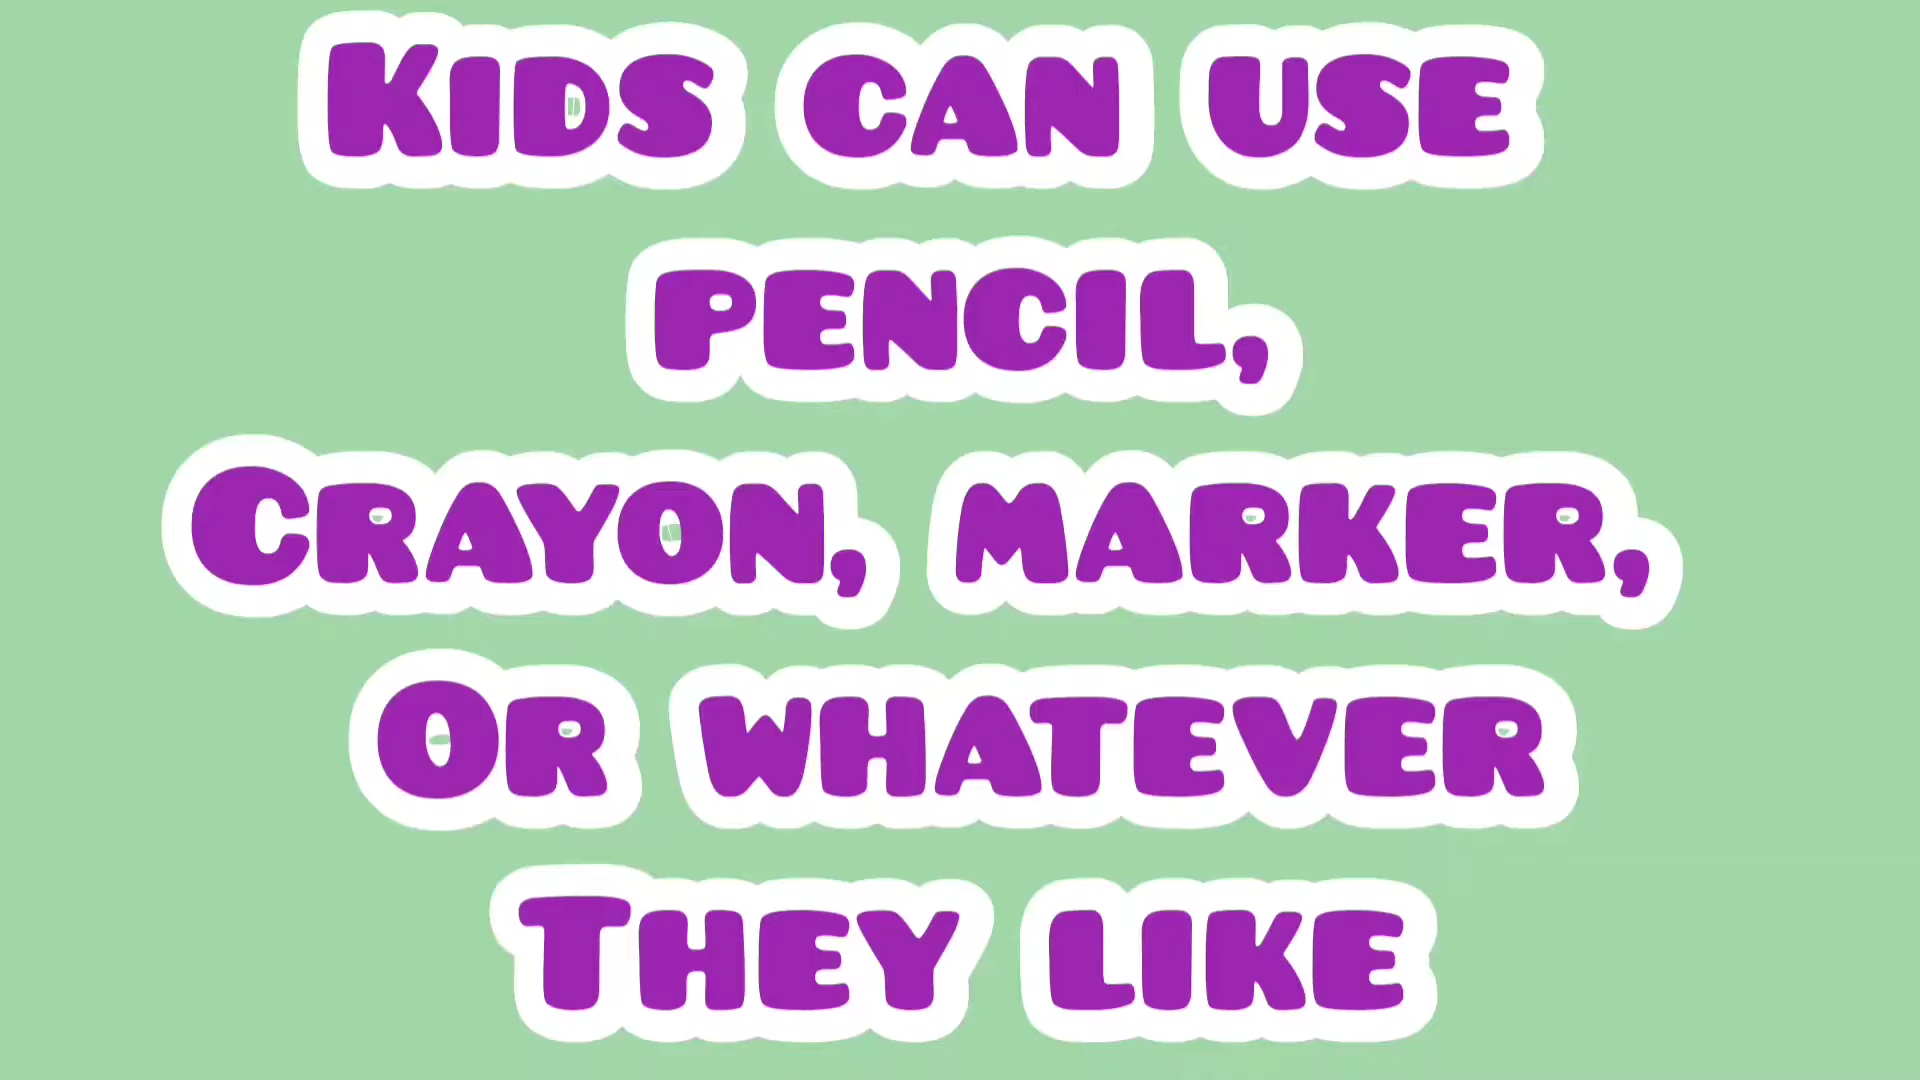 Kids can use
pencil,
Crayon, marker,
Or whatever
They like